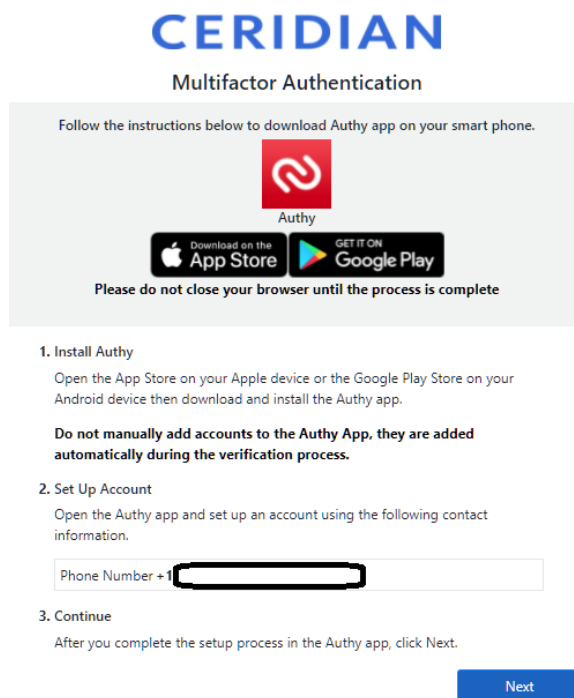 CERIDIAN
Multifactor Authentication
Follow the instructions below to download Authy app on your smart phone.
Authy
Download on the
App Store
GET IT ON
Google Play
Please do not close your browser until the process is complete
1. Install Authy
Open the App Store on your Apple device or the Google Play Store on your
Android device then download and install the Authy app.
Do not manually add accounts to the Authy App, they are added
automatically during the verification process.
2. Set Up Account
Open the Authy app and set up an account using the following contact
information.
Phone Number +1
3. Continue
After you complete the setup process in the Authy app, click Next.
Next